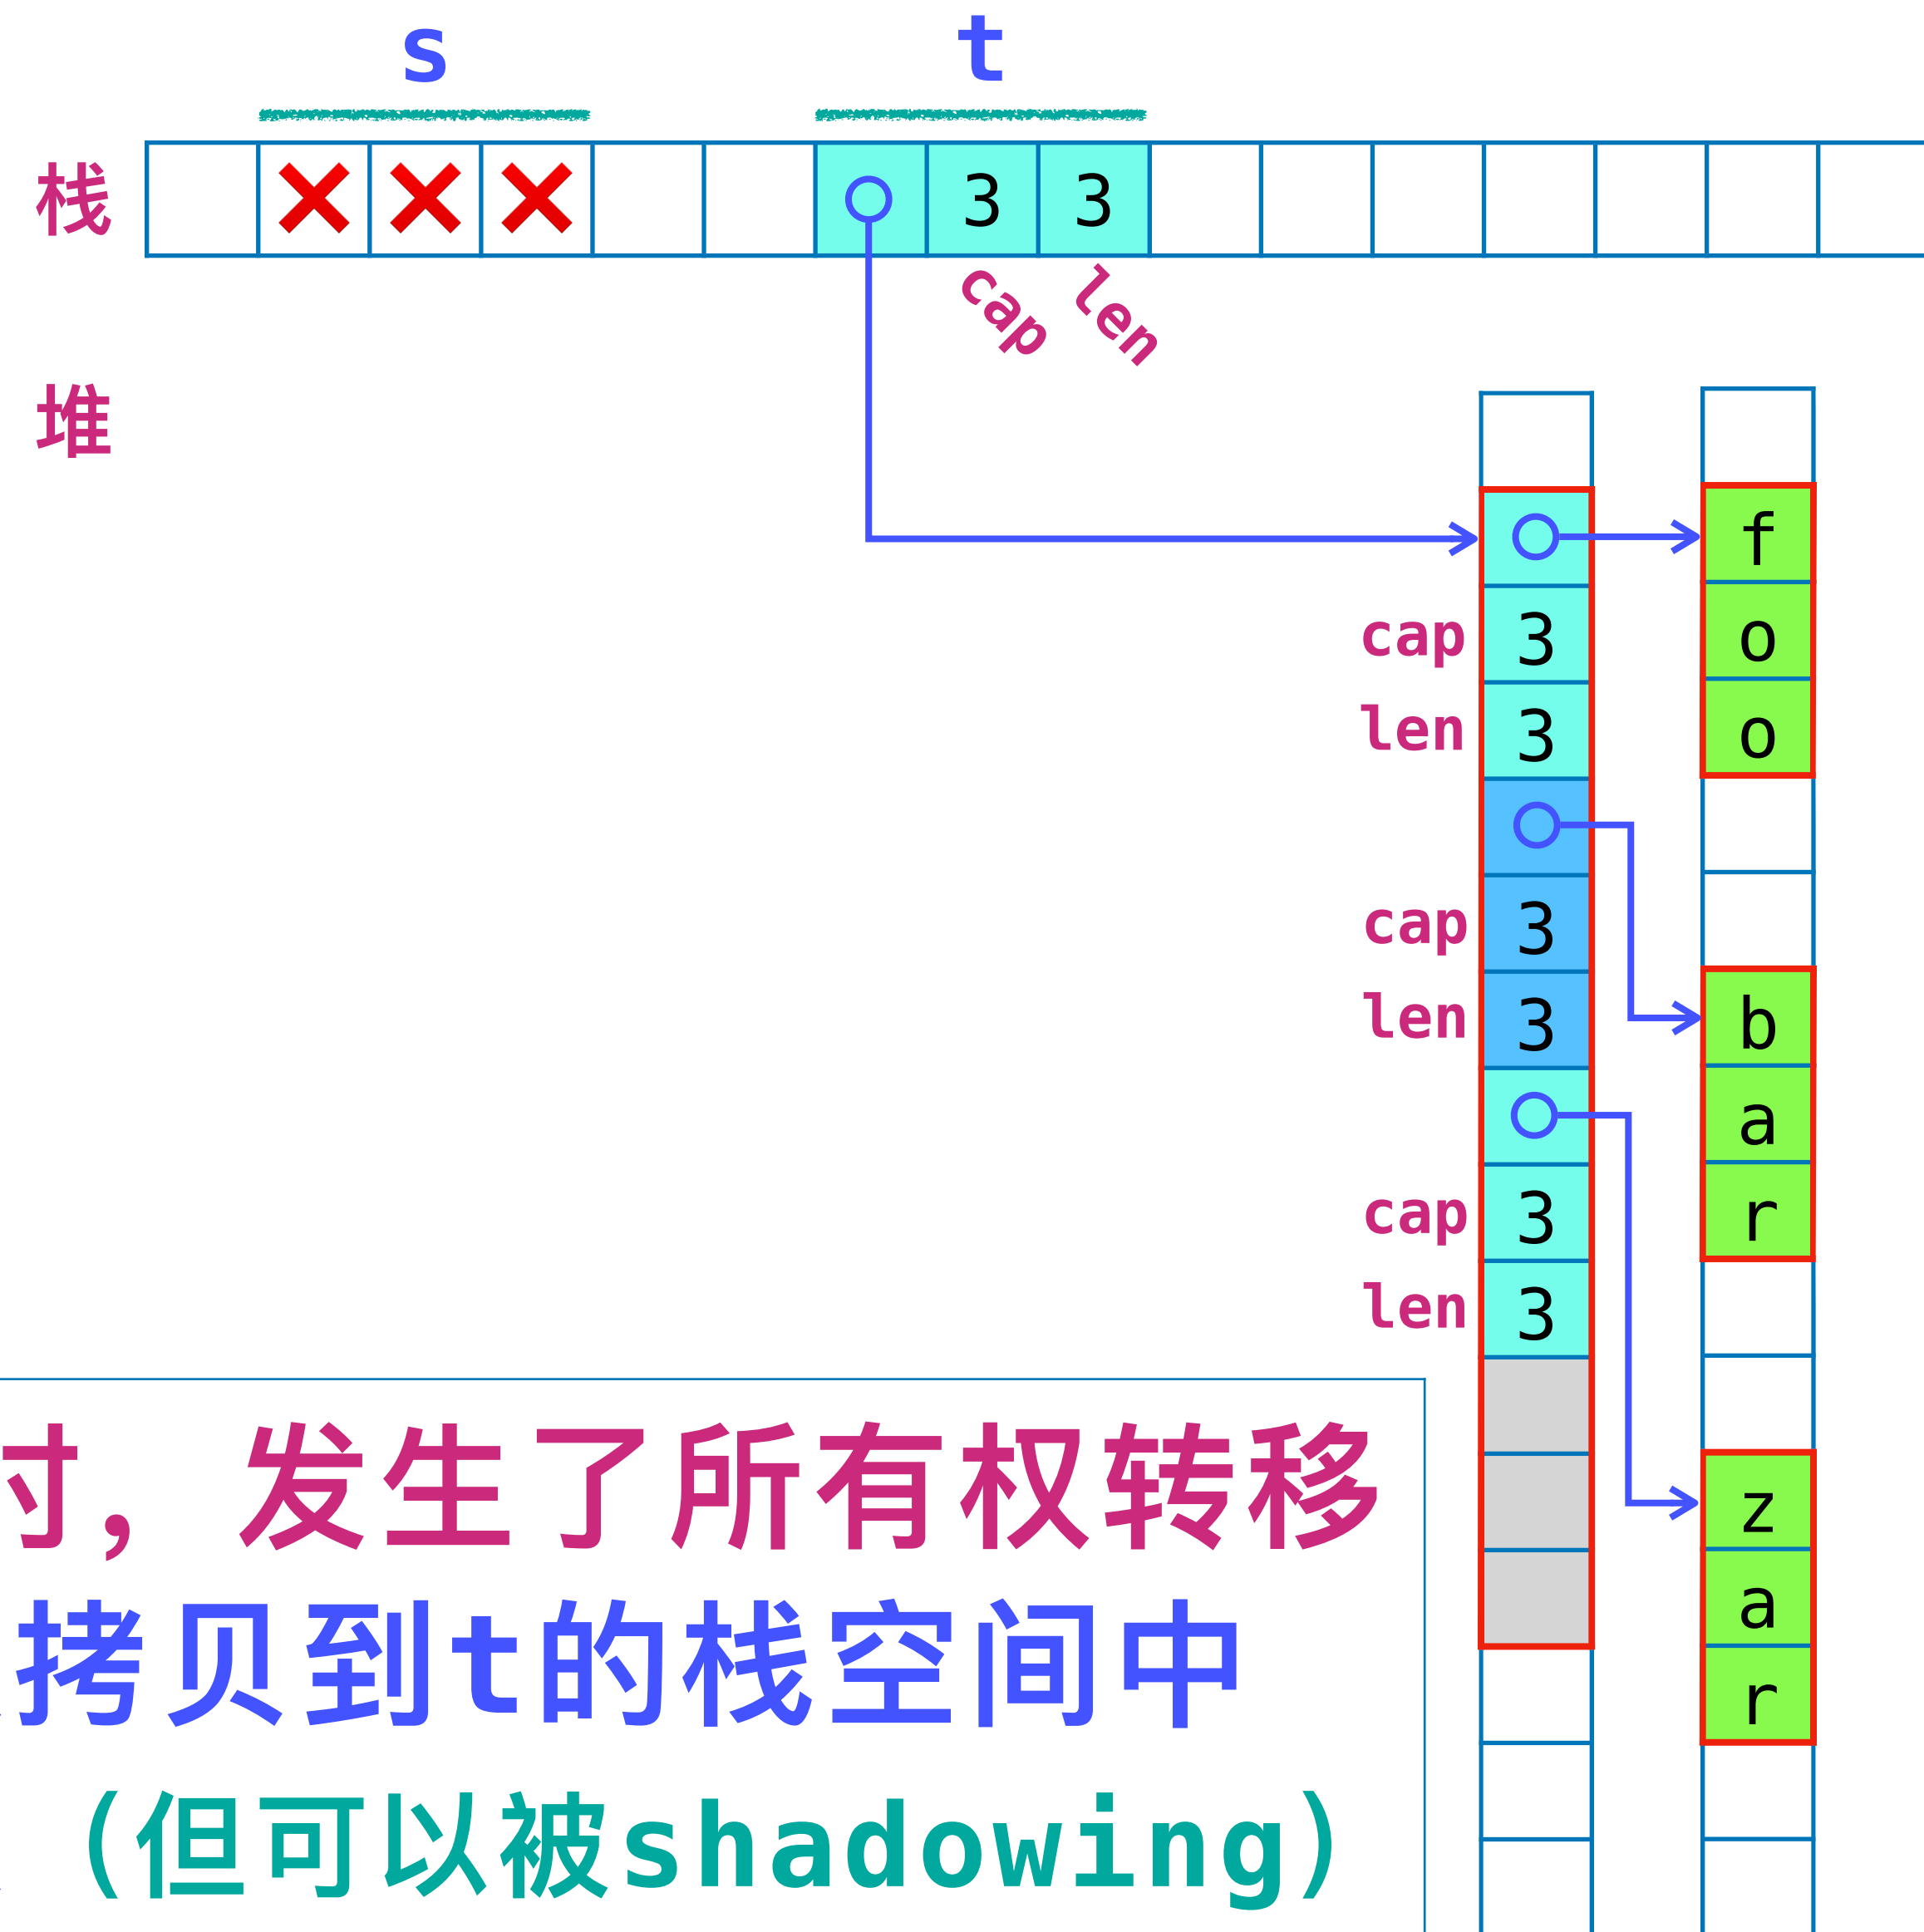 s t
栈 3 3
cap len
堆
f
cap 3 o
len 3 o
cap 3
len 3 b
a
cap 3 r
len 3
，发生了所有权转移
z
拷贝到t的栈空间中
a
r
（但可以被shadowing）